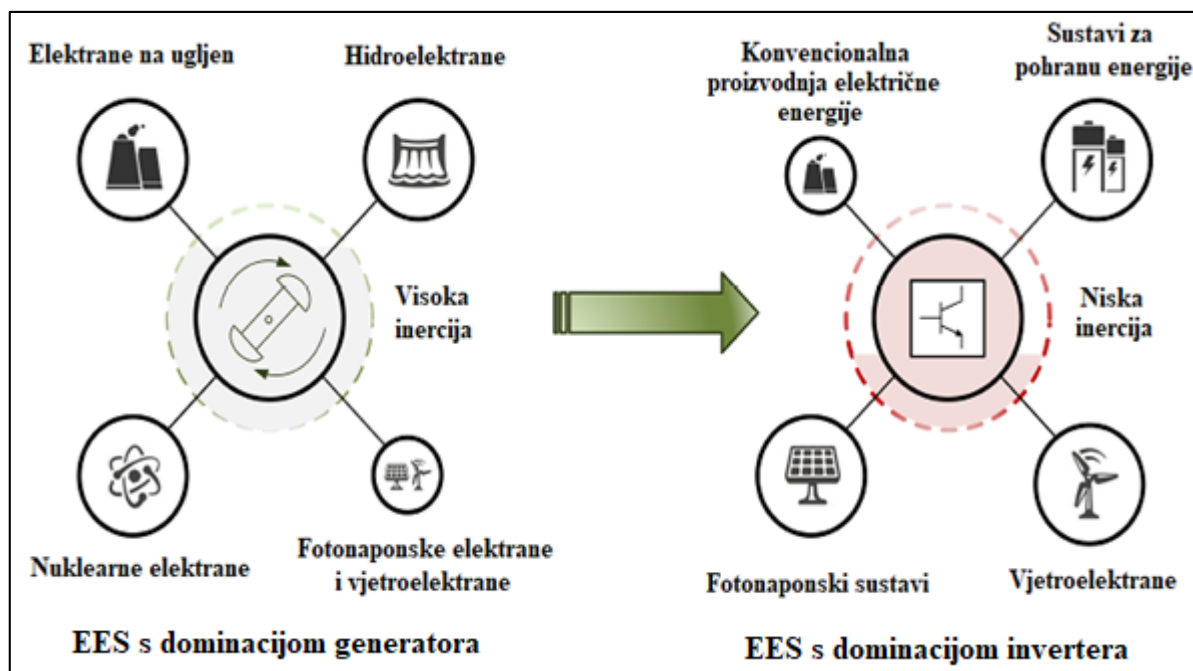 Elektrane na ugljen
Hidroelektrane
Visoka
inercija
Nuklearne elektrane
Fotonaponske elektrane
i vjetroelektrane
EES s dominacijom generatora
Konvencionalna
proizvodnja električne
energije
Sustavi za
pohranu energije
Niska
inercija
Fotonaponski sustavi
Vjetroelektrane
EES s dominacijom invertera